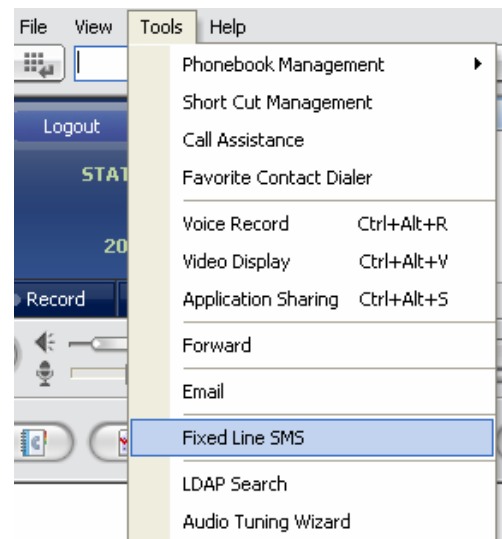 File View Tools Help
Phonebook Management
Short Cut Management
Logout
Call Assistance
Favorite Contact Dialer
Voice Record Ctrl+Alt+R
20
Video Display Ctrl+Alt+V
Record
Application Sharing Ctrl+Alt+S
Forward
Email
Fixed Line SMS
LDAP Search
Audio Tuning Wizard